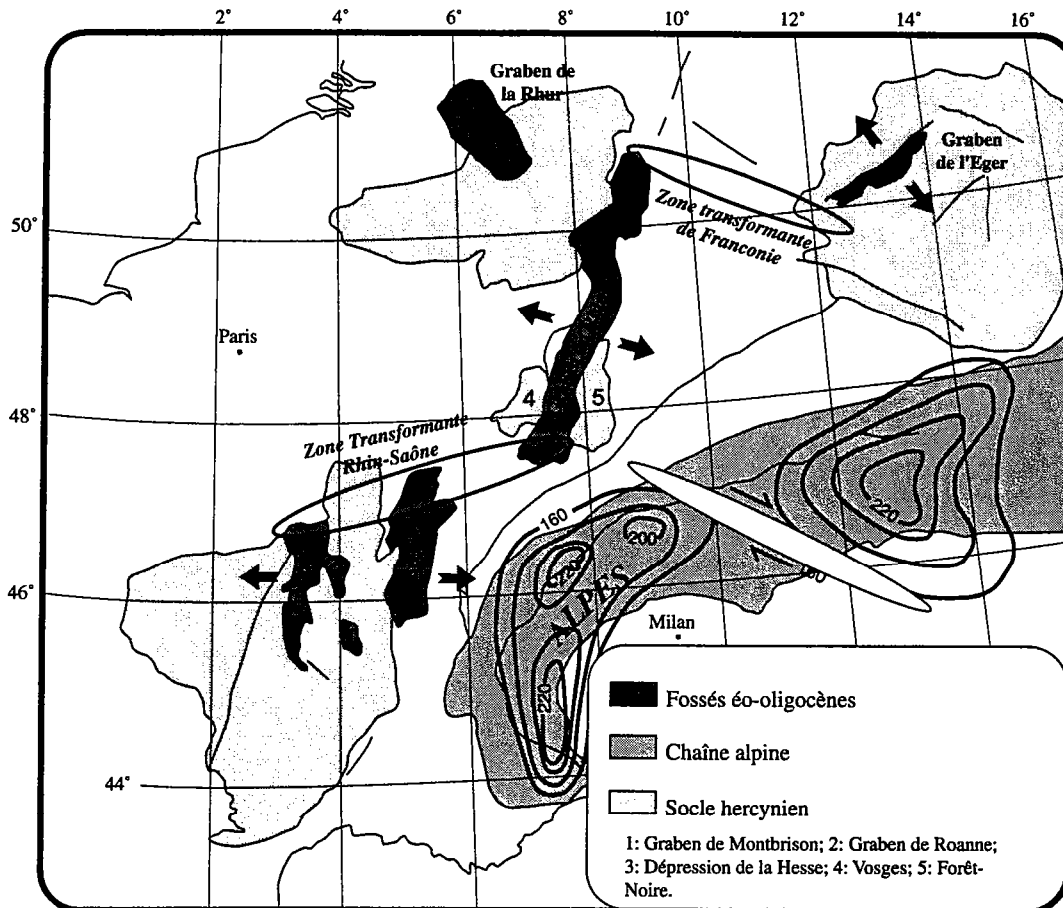 2° 4° 6° 8° 10° 12° 14° 16°
Graben de
la Rhur
Graben
de l'Eger
50°
Zone transformante
de Franconie
Paris
4
5
48°
Zone Transformante
Rhin-Saône
160
200
220
46°
ALPES
Milan
220
44°
Fossés éo-oligocènes
Chaîne alpine
Socle hercynien
1: Graben de Montbrison; 2: Graben de Roanne;
3: Dépression de la Hesse; 4: Vosges; 5: Forêt-
Noire.